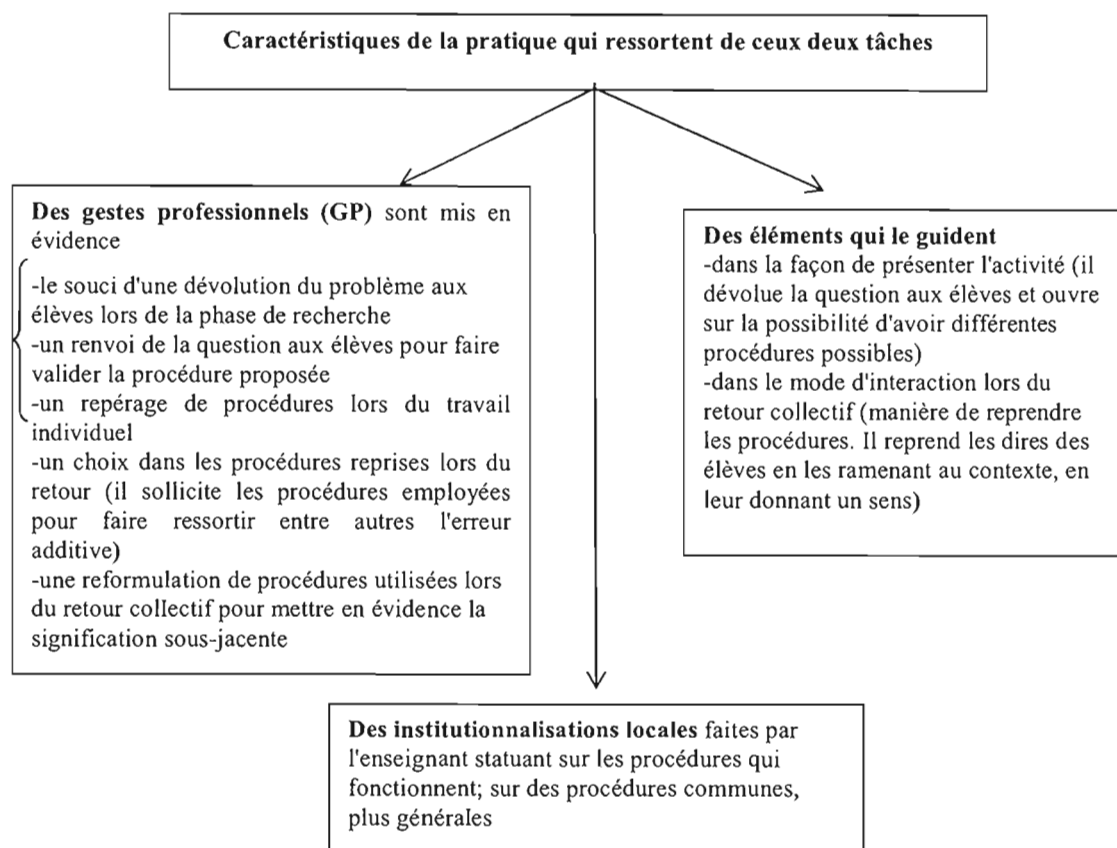 Caractéristiques de la pratique qui ressortent de ceux deux tâches
Des gestes professionnels (GP) sont mis en
évidence
-le souci d'une dévolution du problème aux
élèves lors de la phase de recherche
-un renvoi de la question aux élèves pour faire
valider la procédure proposée
-un repérage de procédures lors du travail
individuel
-un choix dans les procédures reprises lors du
retour (il sollicite les procédures employées
pour faire ressortir entre autres l'erreur
additive)
-une reformulation de procédures utilisées lors
du retour collectif pour mettre en évidence la
signification sous-jacente
Des éléments qui le guident
-dans la façon de présenter l'activité (il
dévolue la question aux élèves et ouvre
sur la possibilité d'avoir différentes
procédures possibles)
-dans le mode d'interaction lors du
retour collectif (manière de reprendre
les procédures. Il reprend les dires des
élèves en les ramenant au contexte, en
leur donnant un sens)
Des institutionnalisations locales faites par
l'enseignant statuant sur les procédures qui
fonctionnent; sur des procédures communes,
plus générales